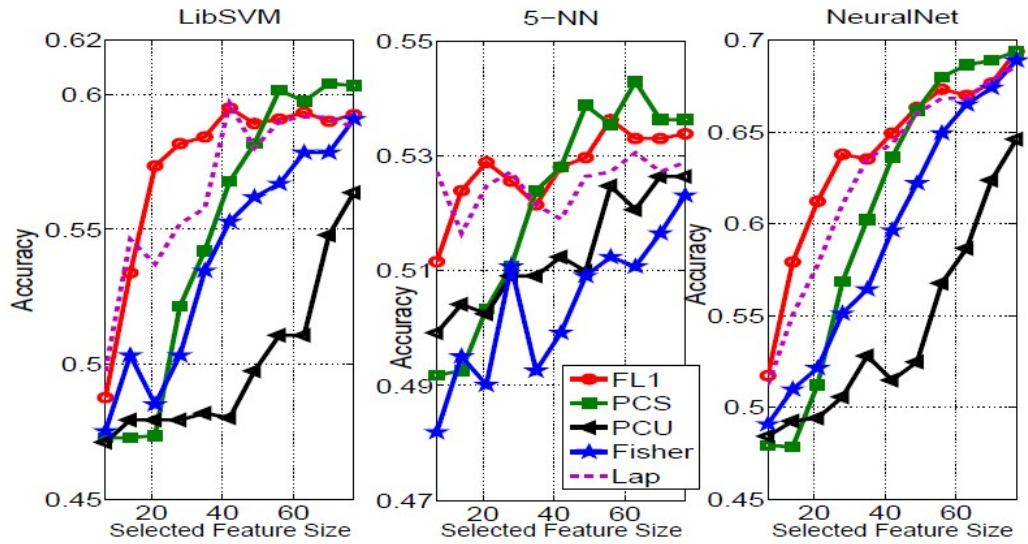 LibSVM
5-NN
NeuralNet
0.62
0.6
0.55
0.5
0.45
Accuracy
20 40 60
Selected Feature Size
0.55
0.53
0.51
0.49
0.47
Accuracy
20 40 60
Selected Feature Size
FL1
PCS
PCU
Fisher
Lap
0.7
0.65
0.6
0.55
0.5
0.45
Accuracy
20 40 60
Selected Feature Size